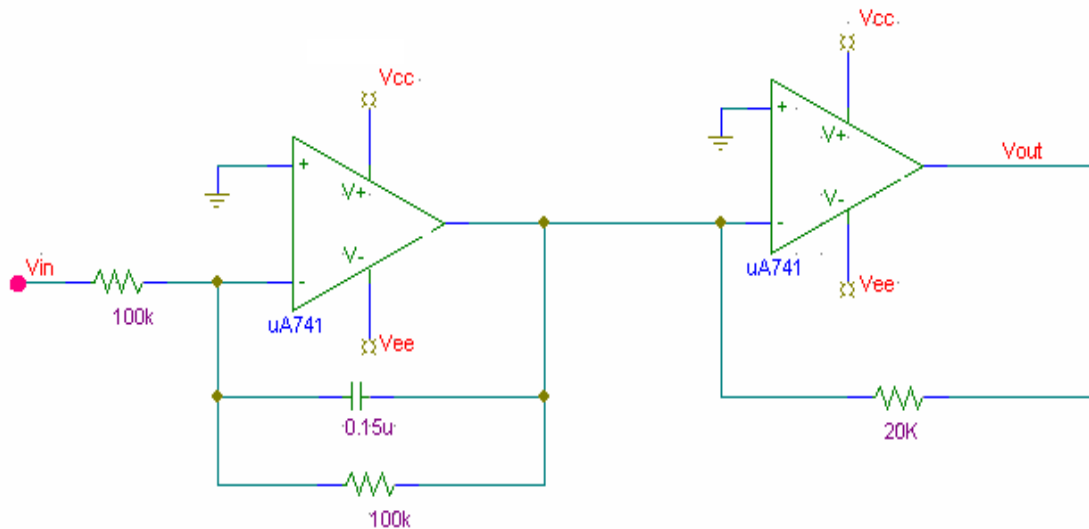 Vcc
Vcc
+
V+
V-
-
Vout
+
V+
V-
-
uA741
Vee
Vin
100k
uA741
Vee
0.15u
20K
100k